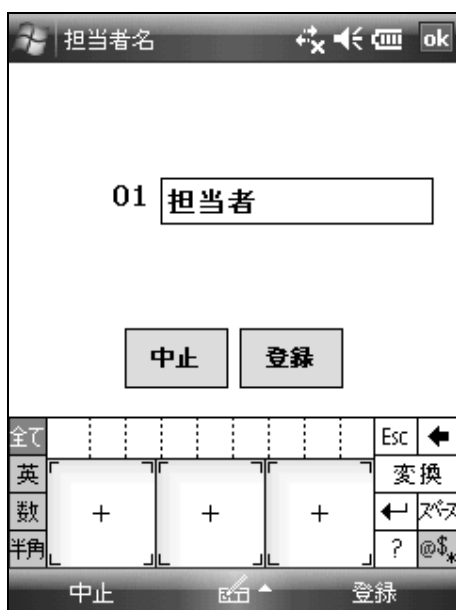 担当者名 ok
01 担当者
中止 登録
全て Esc
英 変換
数 スペース
半角 ? @$*
中止 登録